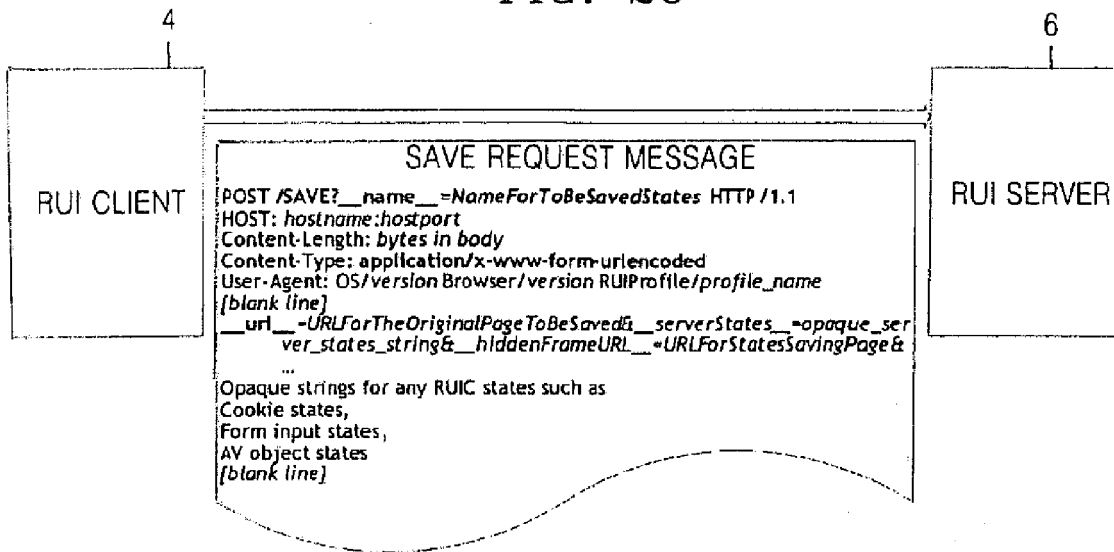 4
6
RUI CLIENT
RUI SERVER
SAVE REQUEST MESSAGE
POST /SAVE?__name__=NameForToBeSavedStates HTTP/1.1
HOST: hostname:hostport
Content-Length: bytes in body
Content-Type: application/x-www-form-urlencoded
User-Agent: OS/version Browser/version RUIProfile/profile_name
[blank line]
__url__=URLForTheOriginalPageToBeSaved&__serverStates__=opaque_ser
ver_states_string&__hiddenFrameURL__=URLForStatesSavingPage&
...
Opaque strings for any RUIC states such as
Cookie states,
Form input states,
AV object states
[blank line]